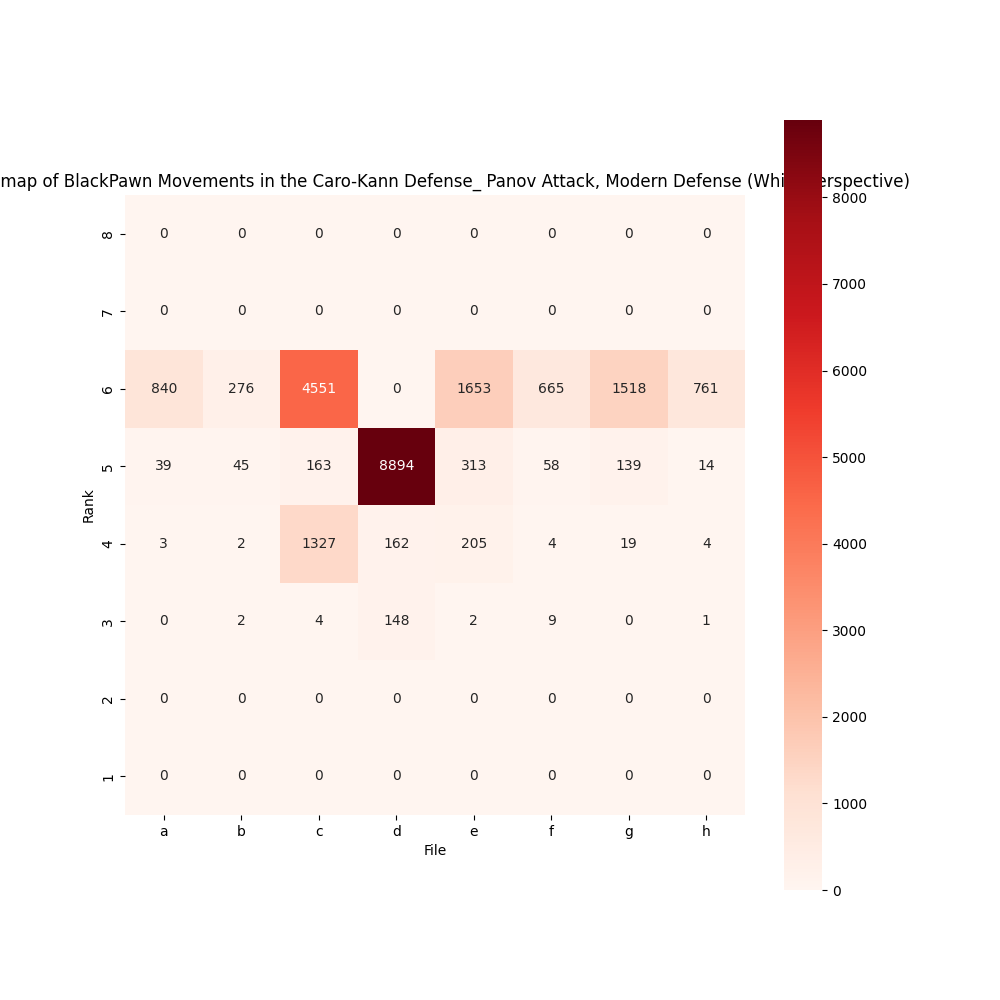 map of BlackPawn Movements in the Caro-Kann Defense_ Panov Attack, Modern Defense (Whi erspective)
8 0 0 0 0 0 0 0 0
7 0 0 0 0 0 0 0 0
6 840 276 4551 0 1653 665 1518 761
5 39 45 163 8894 313 58 139 14
4 3 2 1327 162 205 4 19 4
3 0 2 4 148 2 9 0 1
2 0 0 0 0 0 0 0 0
1 0 0 0 0 0 0 0 0
a b c d e f g h
File
Rank
8000
7000
6000
5000
4000
3000
2000
1000
0